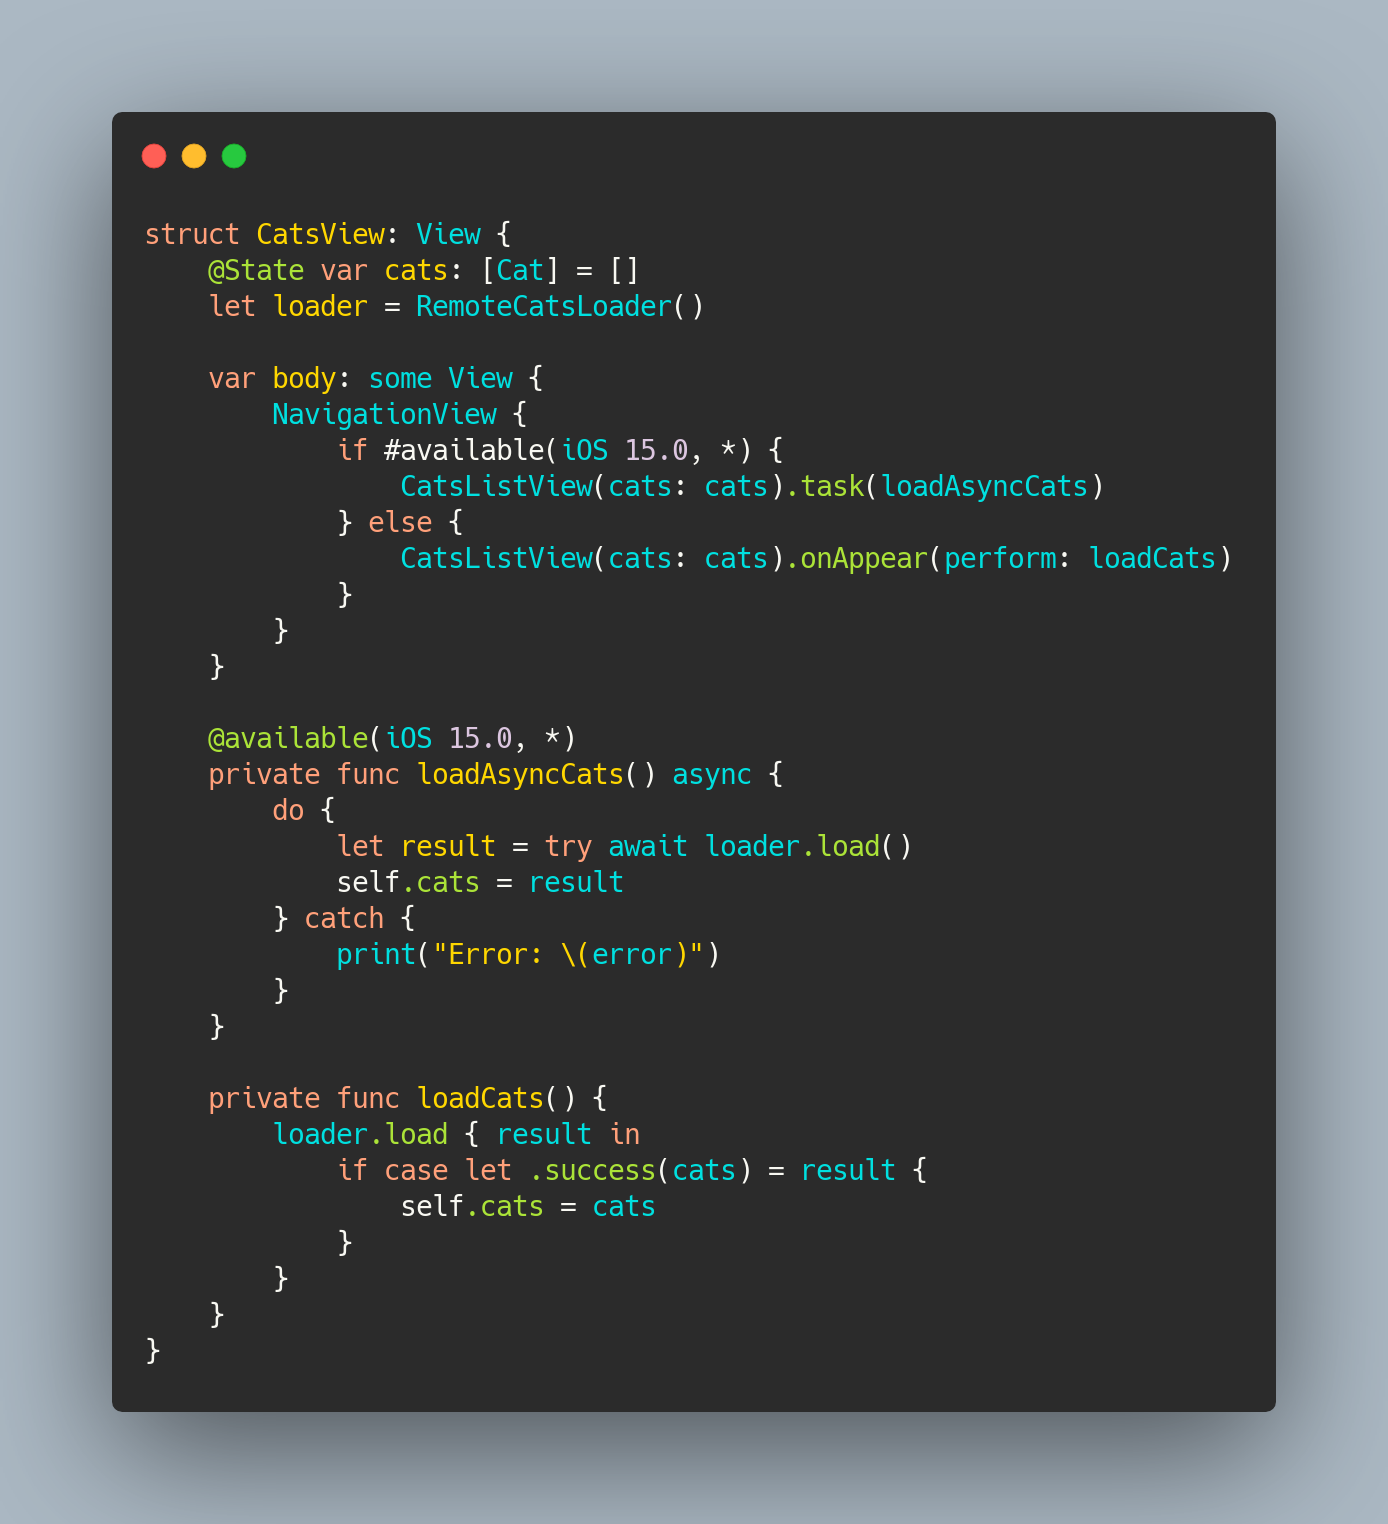 struct CatsView: View {
    @State var cats: [Cat] = []
    let loader = RemoteCatsLoader()

    var body: some View {
        NavigationView {
            if #available(iOS 15.0, *) {
                CatsListView(cats: cats).task(loadAsyncCats)
            } else {
                CatsListView(cats: cats).onAppear(perform: loadCats)
            }
        }
    }

    @available(iOS 15.0, *)
    private func loadAsyncCats() async {
        do {
            let result = try await loader.load()
            self.cats = result
        } catch {
            print("Error: \(error)")
        }
    }

    private func loadCats() {
        loader.load { result in
            if case let .success(cats) = result {
                self.cats = cats
            }
        }
    }
}